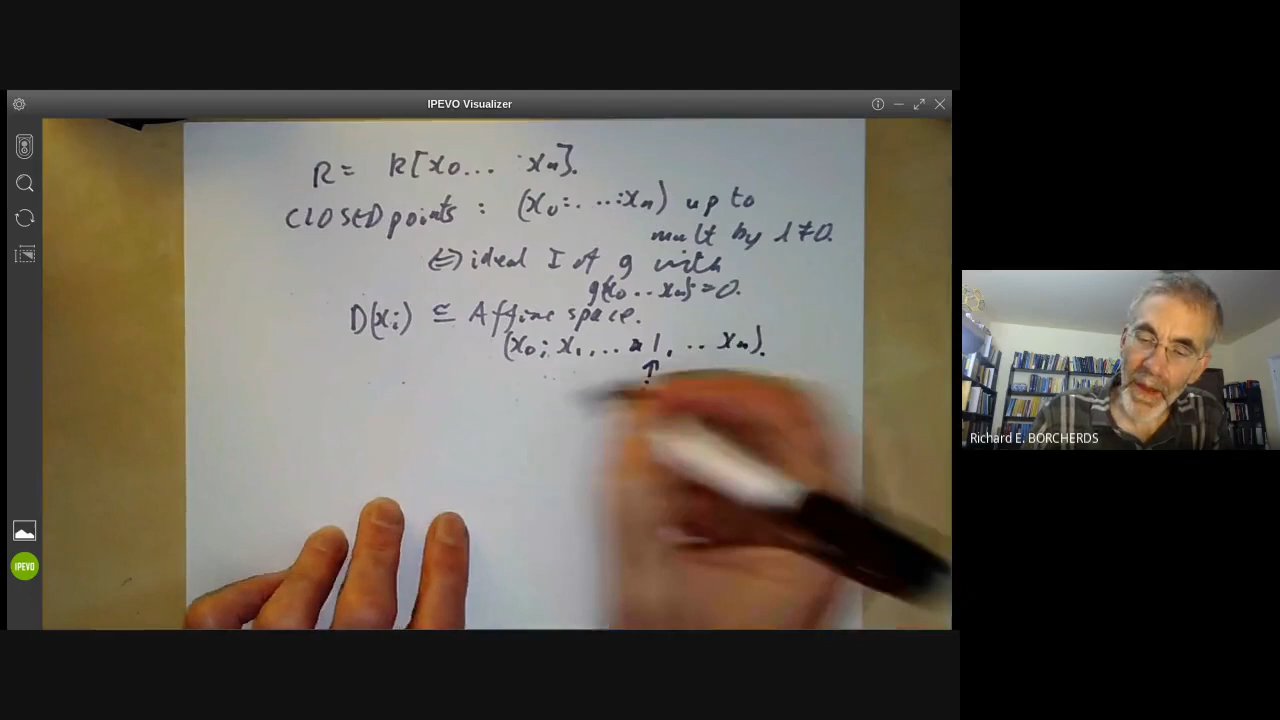 IPEVO Visualizer
R = k[x₀... xₙ].
CLOSED points : (x₀:. ...:xₙ) up to
mult by λ≠0.
⇔ ideal I of g with
g(x₀ .. xₙ) = 0.
D(xᵢ) ⊆ Affine space.
(x₀; x₁,... 1, .. xₙ).
↑
IPEVO
Richard E. BORCHERDS